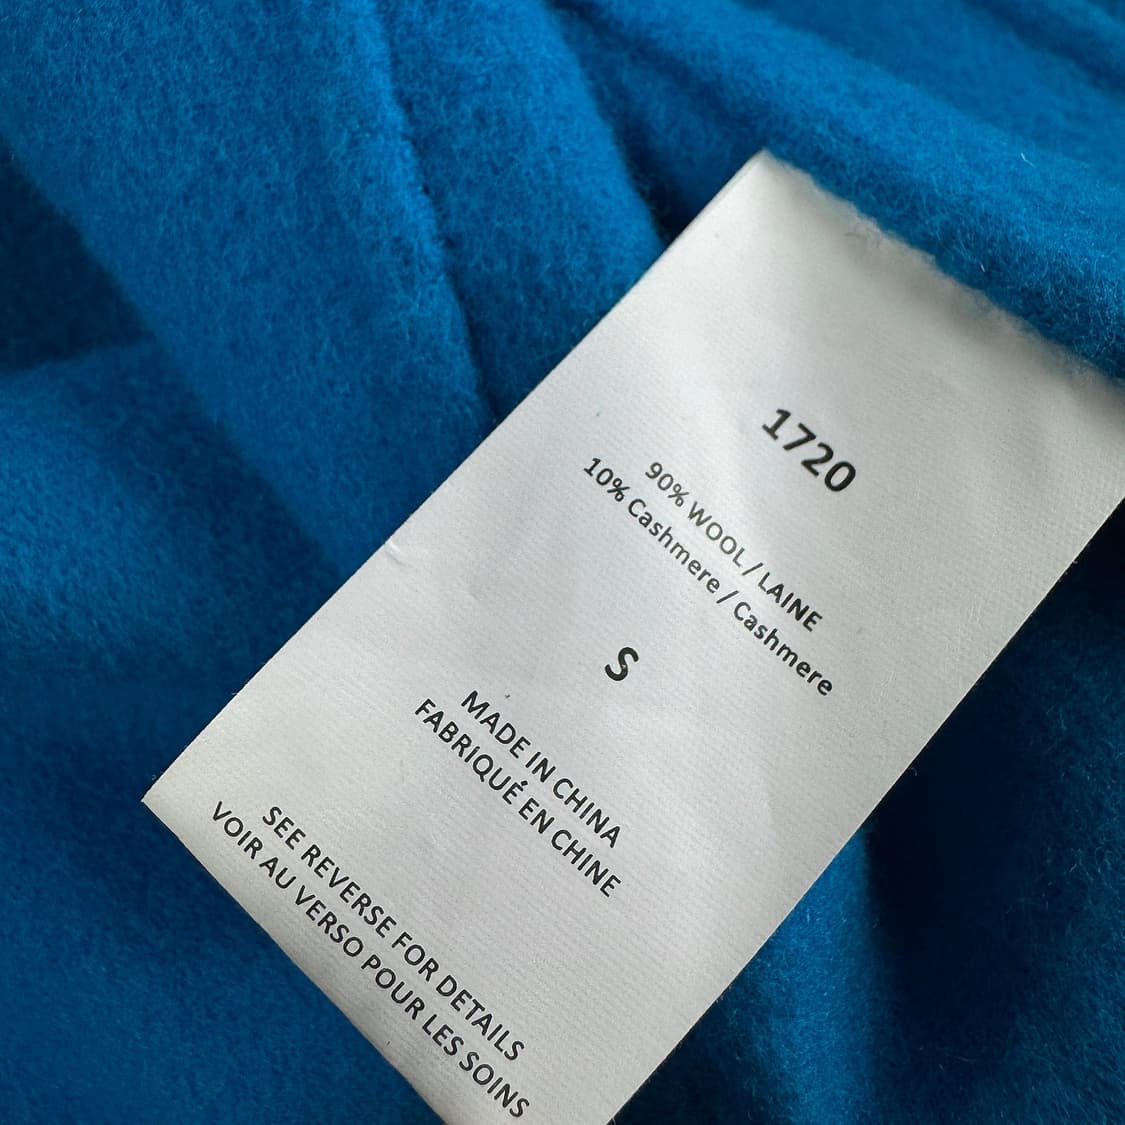 1720
90% WOOL / LAINE
10% Cashmere / Cashmere
S
MADE IN CHINA
FABRIQUÉ EN CHINE
SEE REVERSE FOR DETAILS
VOIR AU VERSO POUR LES SOINS